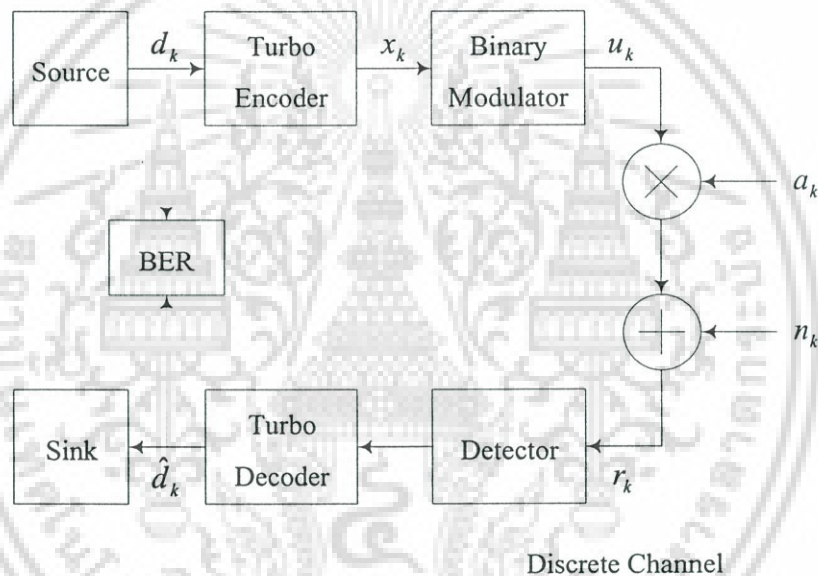 Source
d_k
Turbo
Encoder
x_k
Binary
Modulator
u_k
a_k
BER
n_k
Sink
d̂_k
Turbo
Decoder
Detector
r_k
Discrete Channel